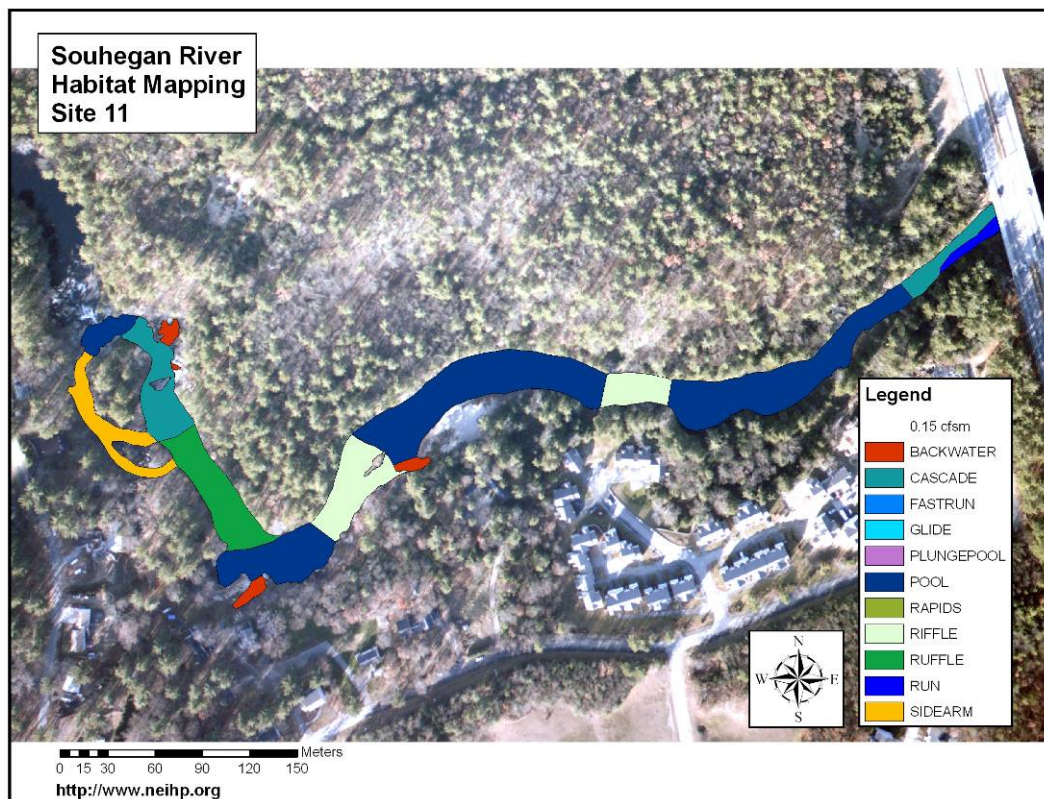 Souhegan River
Habitat Mapping
Site 11
Legend
0.15 cfsm
BACKWATER
CASCADE
FASTRUN
GLIDE
PLUNGEPOOL
POOL
RAPIDS
RIFFLE
RUFFLE
RUN
SIDEARM
N
W E
S
Meters
0 15 30 60 90 120 150
http://www.neihp.org